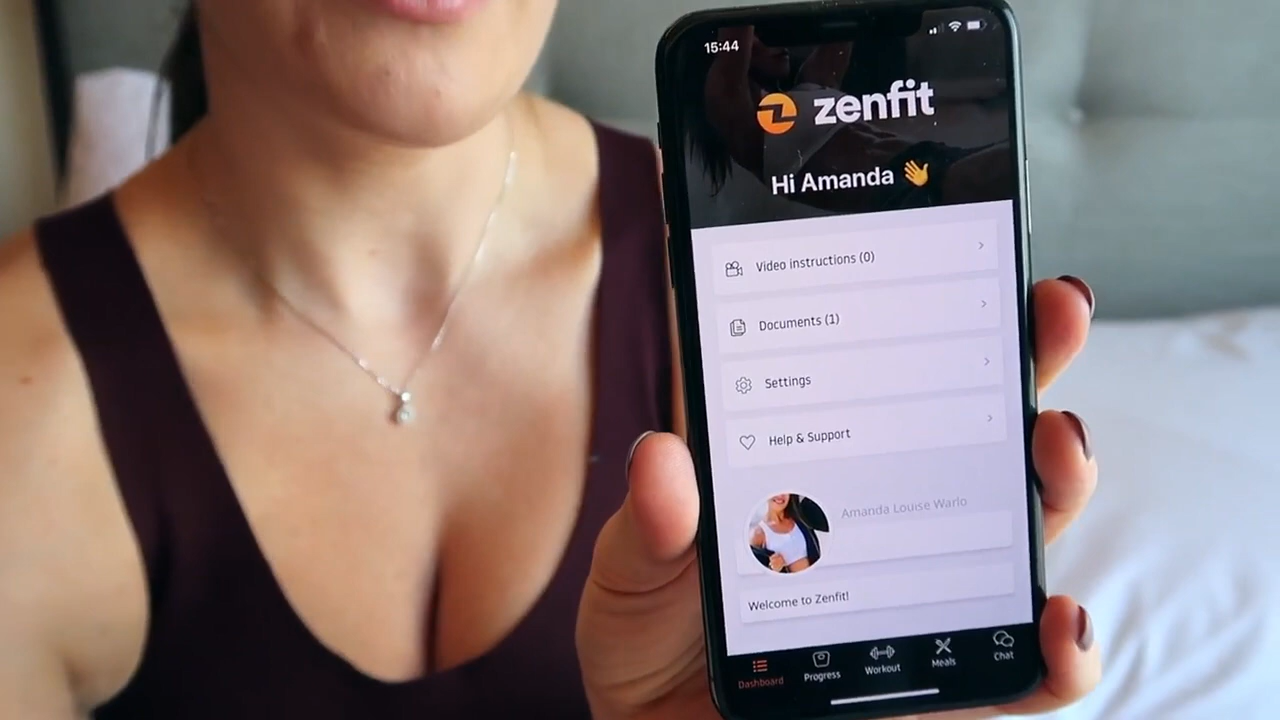 15:44
zenfit
Hi Amanda 👋
Video instructions (0)
Documents (1)
Settings
Help & Support
Amanda Louise Warlo
Welcome to Zenfit!
Dashboard
Progress
Workout
Meals
Chat